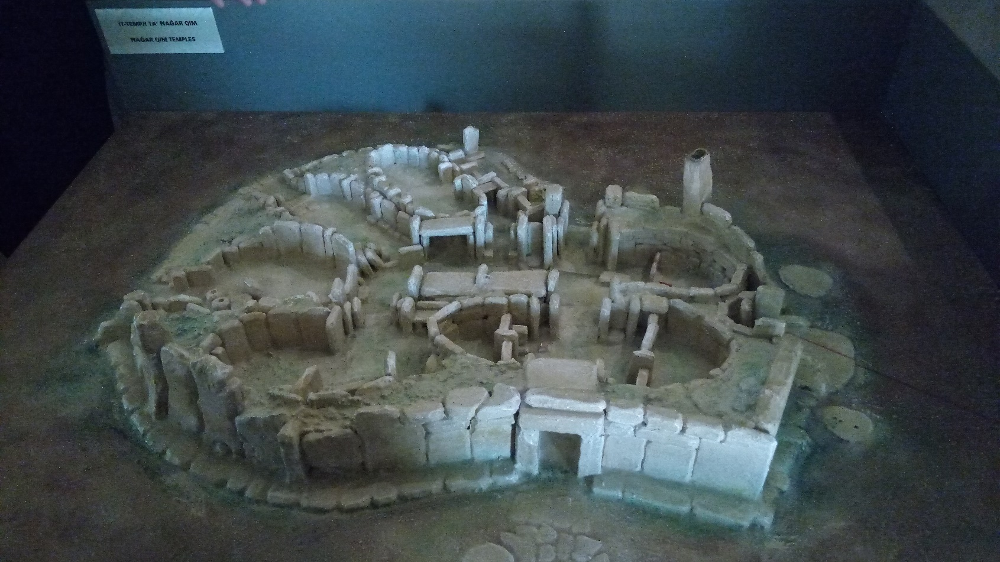 IT-TEMPJI TA' ĦAĠAR QIM
ĦAĠAR QIM TEMPLES